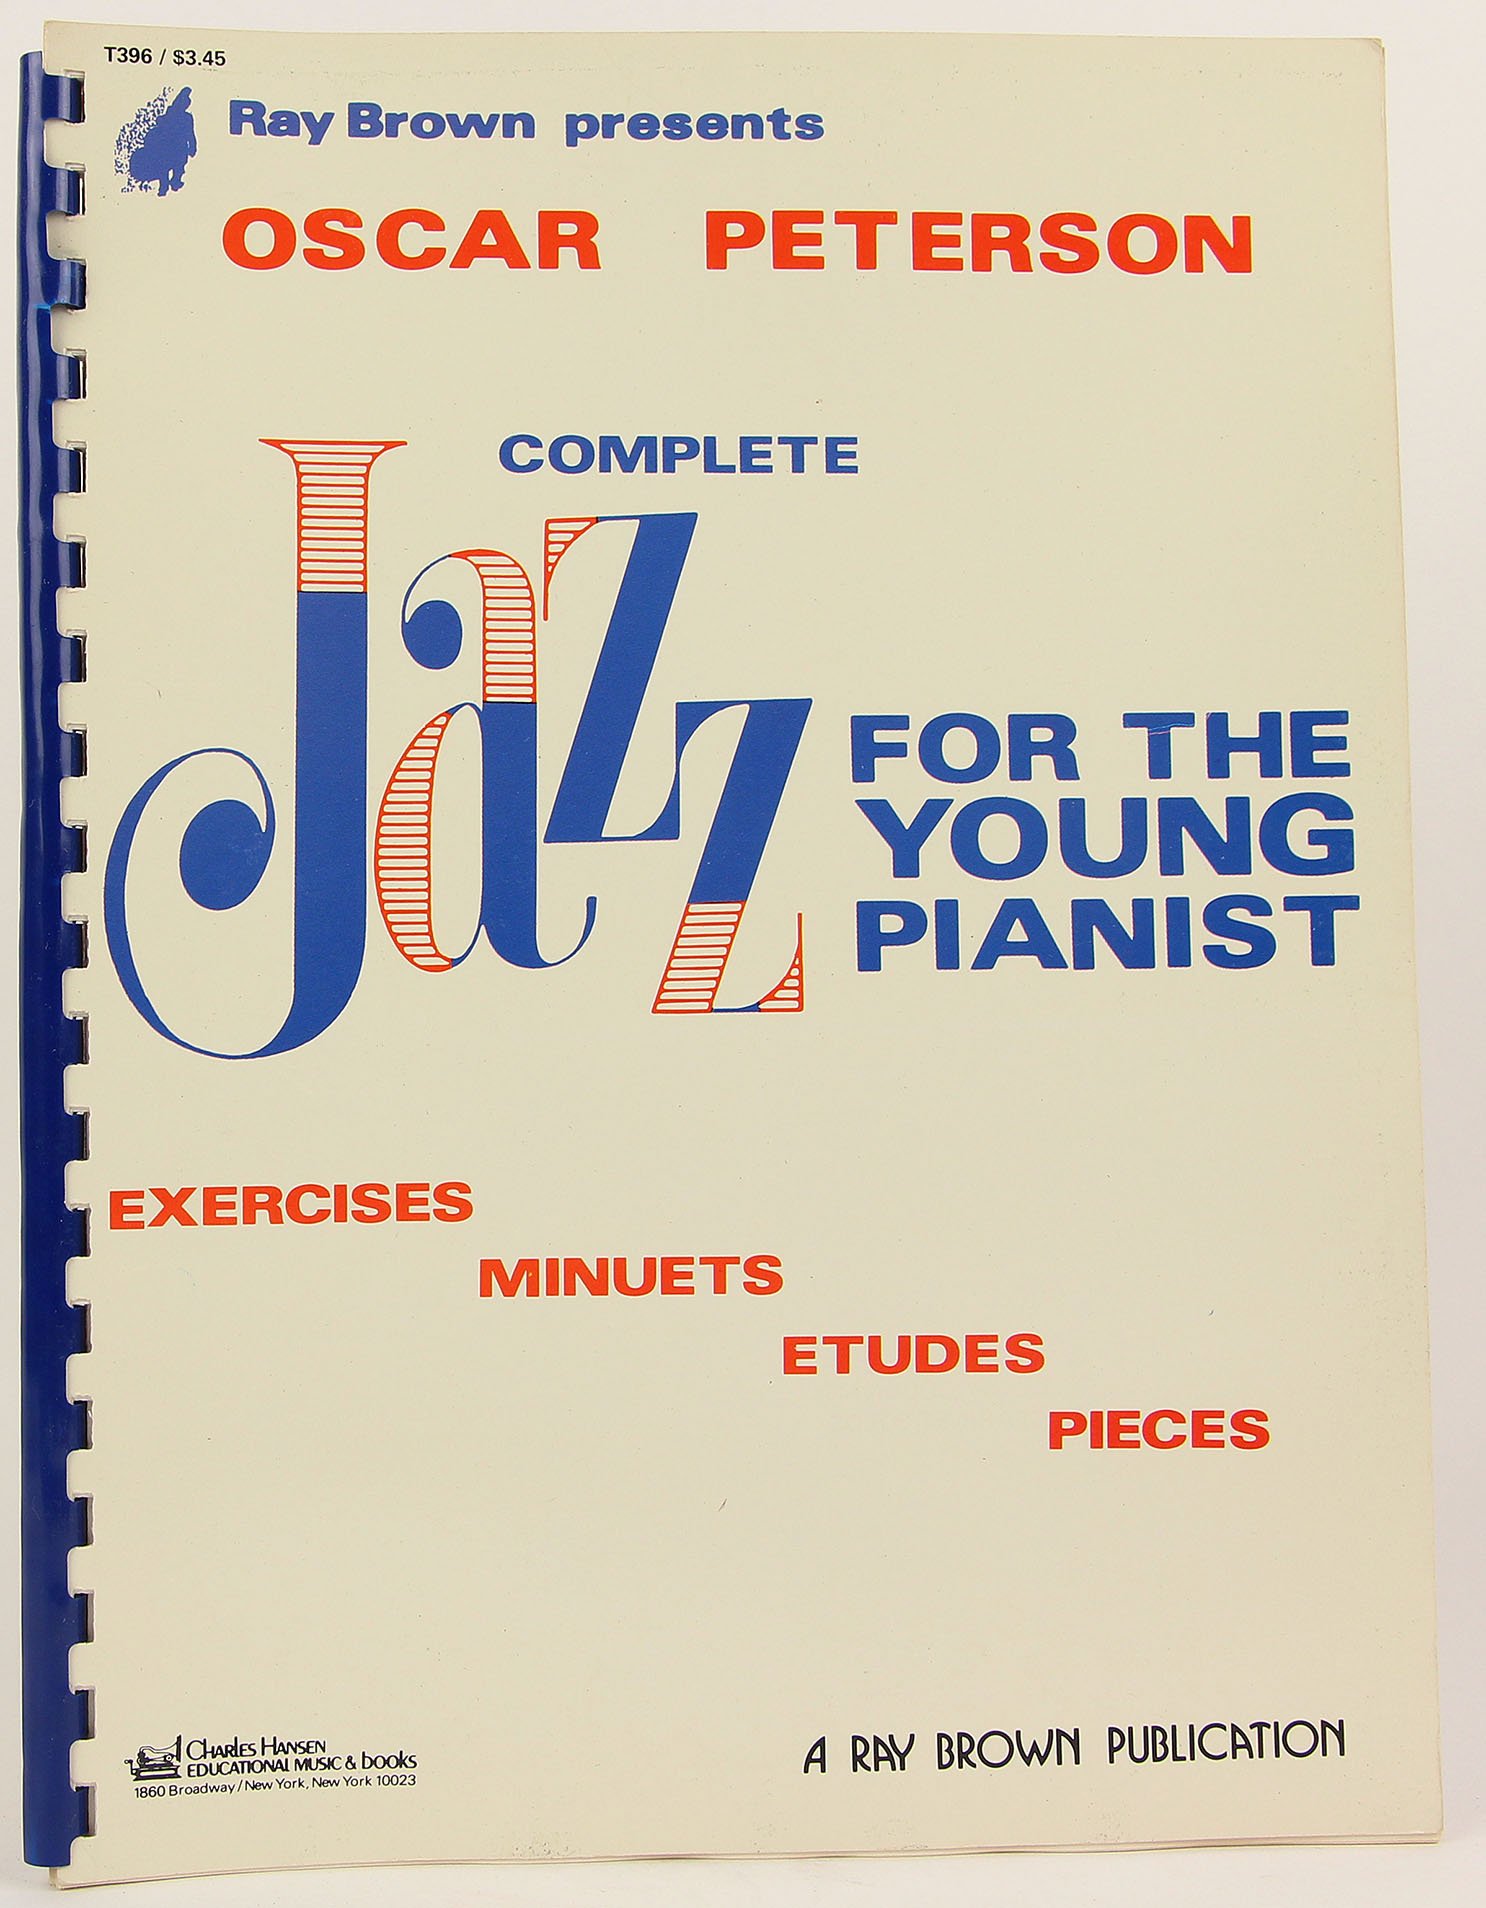 T396 / $3.45
Ray Brown presents
OSCAR PETERSON
COMPLETE
Jazz
FOR THE
YOUNG
PIANIST
EXERCISES
MINUETS
ETUDES
PIECES
CHARLES HANSEN
EDUCATIONAL MUSIC & books
1860 Broadway / New York, New York 10023
A RAY BROWN PUBLICATION